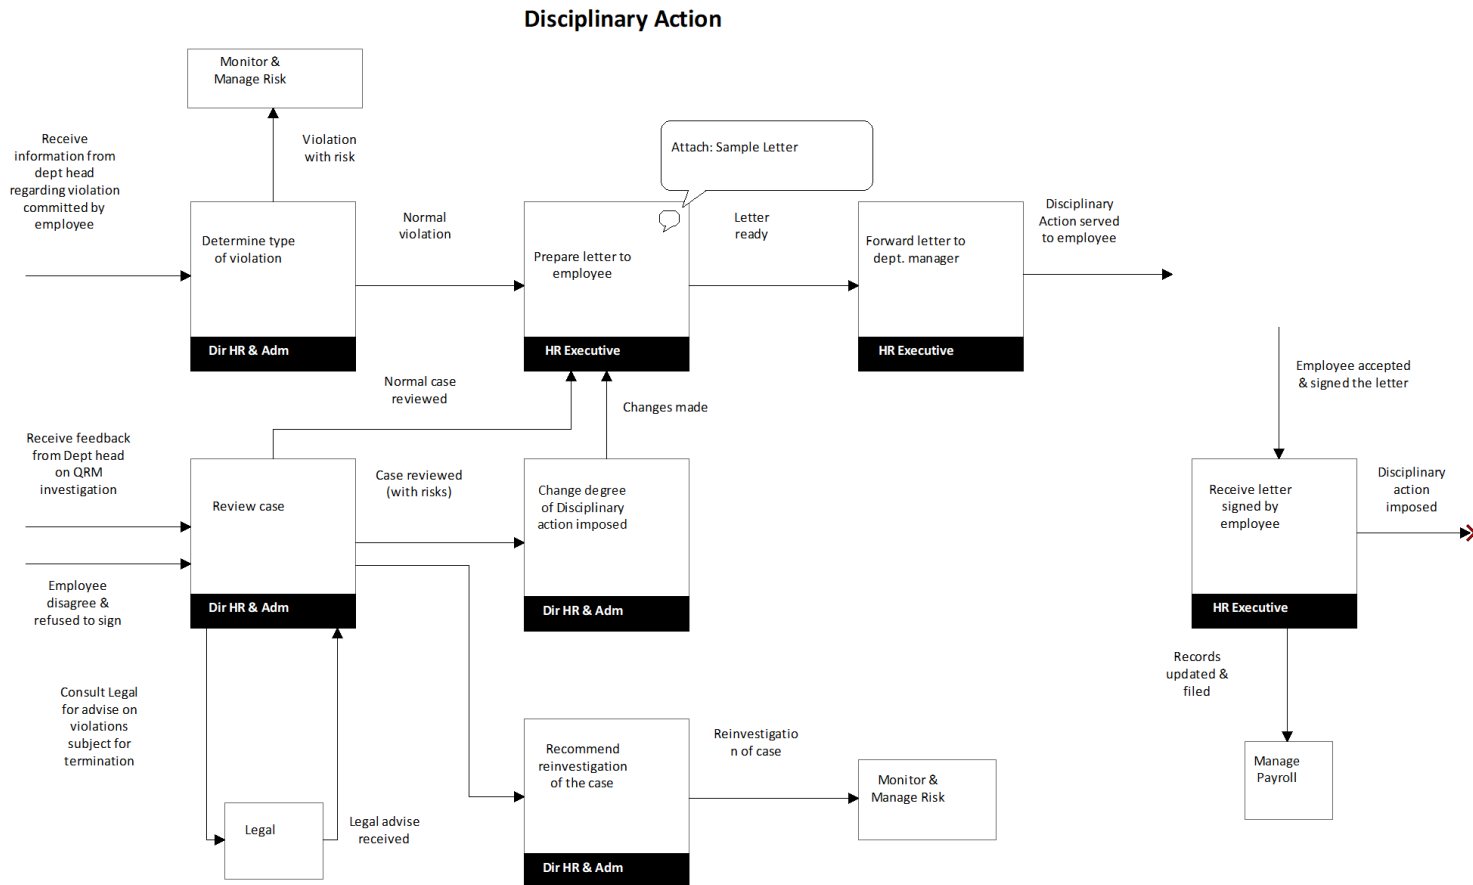 Disciplinary Action
Monitor &
Manage Risk
Receive
information from
dept head
regarding violation
committed by
employee
Violation
with risk
Attach: Sample Letter
Determine type
of violation
Dir HR & Adm
Normal
violation
Prepare letter to
employee
HR Executive
Letter
ready
Forward letter to
dept. manager
HR Executive
Disciplinary
Action served
to employee
Normal case
reviewed
Changes made
Employee accepted
& signed the letter
Receive feedback
from Dept head
on QRM
investigation
Review case
Dir HR & Adm
Case reviewed
(with risks)
Change degree
of Disciplinary
action imposed
Dir HR & Adm
Receive letter
signed by
employee
HR Executive
Disciplinary
action
imposed
Employee
disagree &
refused to sign
Records
updated &
filed
Consult Legal
for advise on
violations
subject for
termination
Legal
Legal advise
received
Recommend
reinvestigation
of the case
Dir HR & Adm
Reinvestigatio
n of case
Monitor &
Manage Risk
Manage
Payroll